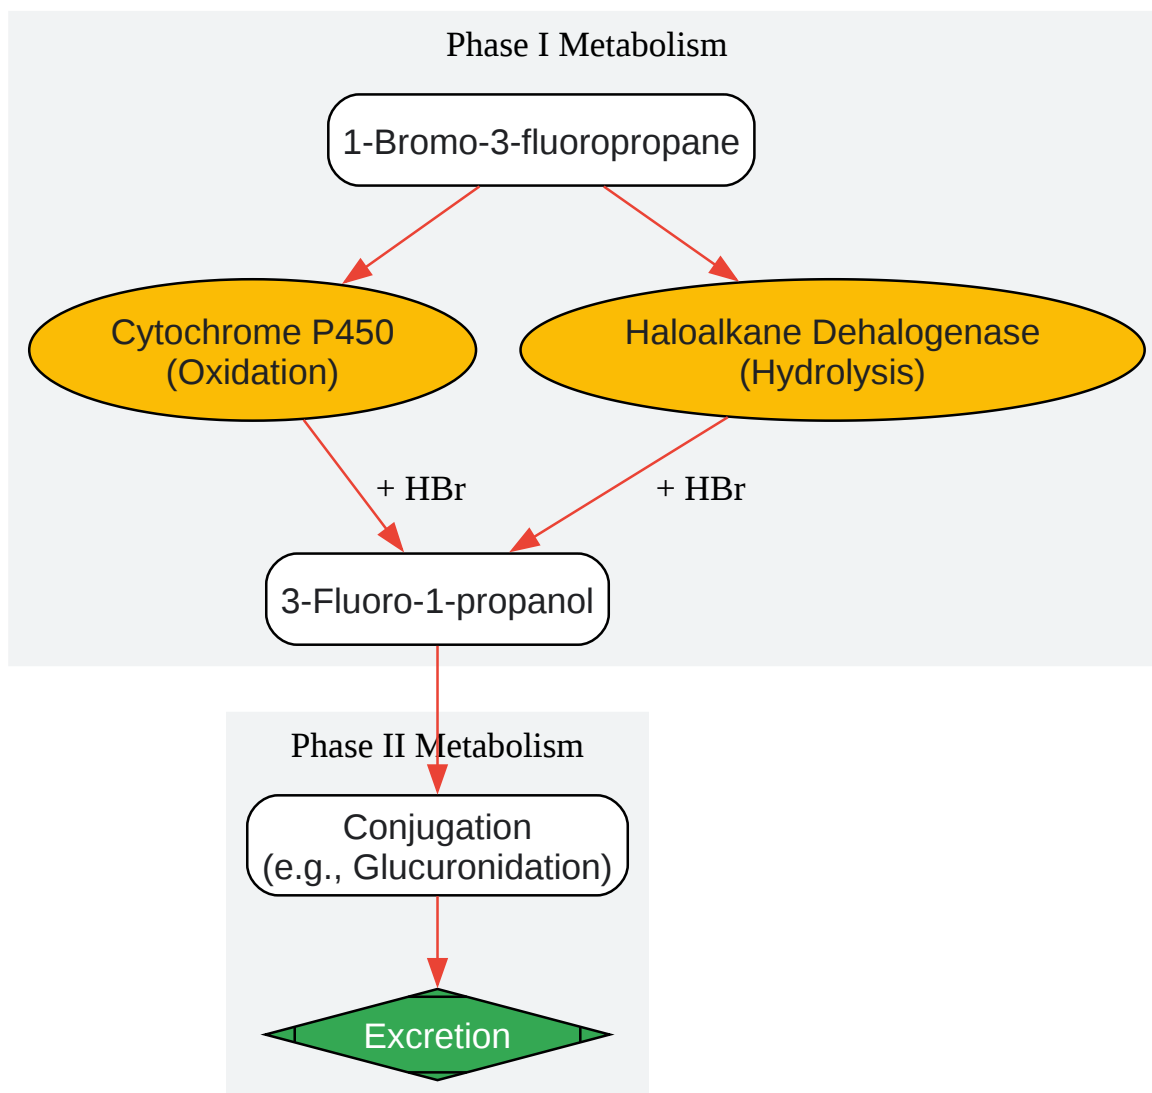 Phase I Metabolism
1-Bromo-3-fluoropropane
Cytochrome P450
(Oxidation)
Haloalkane Dehalogenase
(Hydrolysis)
+ HBr
+ HBr
3-Fluoro-1-propanol
Phase II Metabolism
Conjugation
(e.g., Glucuronidation)
Excretion